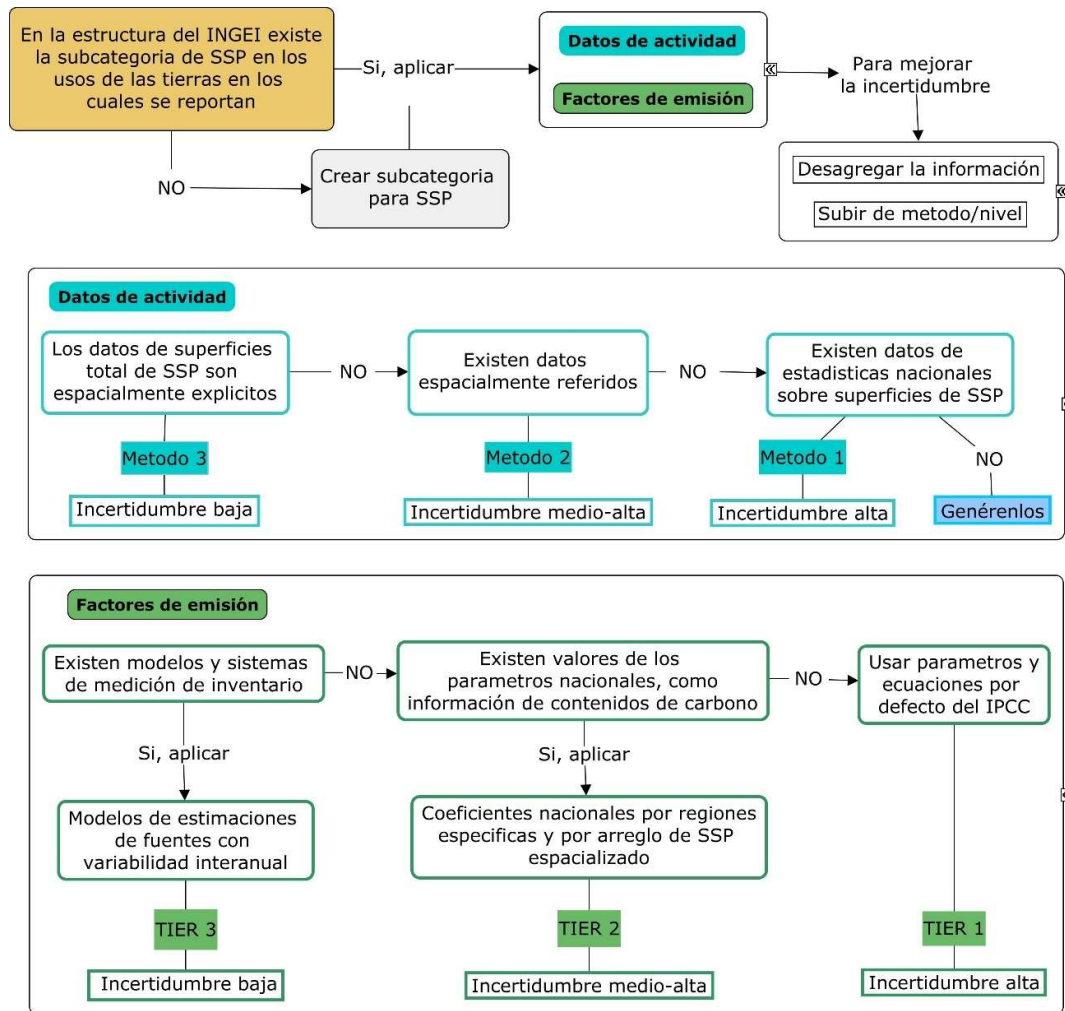 En la estructura del INGEI existe
la subcategoria de SSP en los
usos de las tierras en los
cuales se reportan
Si, aplicar
NO
Crear subcategoria
para SSP
Datos de actividad
Factores de emisión
Para mejorar
la incertidumbre
Desagregar la información
Subir de metodo/nivel
Datos de actividad
Los datos de superficies
total de SSP son
espacialmente explicitos
NO
Existen datos
espacialmente referidos
NO
Existen datos de
estadisticas nacionales
sobre superficies de SSP
Metodo 3
Incertidumbre baja
Metodo 2
Incertidumbre medio-alta
Metodo 1
Incertidumbre alta
NO
Genérenlos
Factores de emisión
Existen modelos y sistemas
de medición de inventario
NO
Existen valores de los
parametros nacionales, como
información de contenidos de carbono
NO
Usar parametros y
ecuaciones por
defecto del IPCC
Si, aplicar
Si, aplicar
Modelos de estimaciones
de fuentes con
variabilidad interanual
Coeficientes nacionales por regiones
especificas y por arreglo de SSP
espacializado
TIER 3
Incertidumbre baja
TIER 2
Incertidumbre medio-alta
TIER 1
Incertidumbre alta